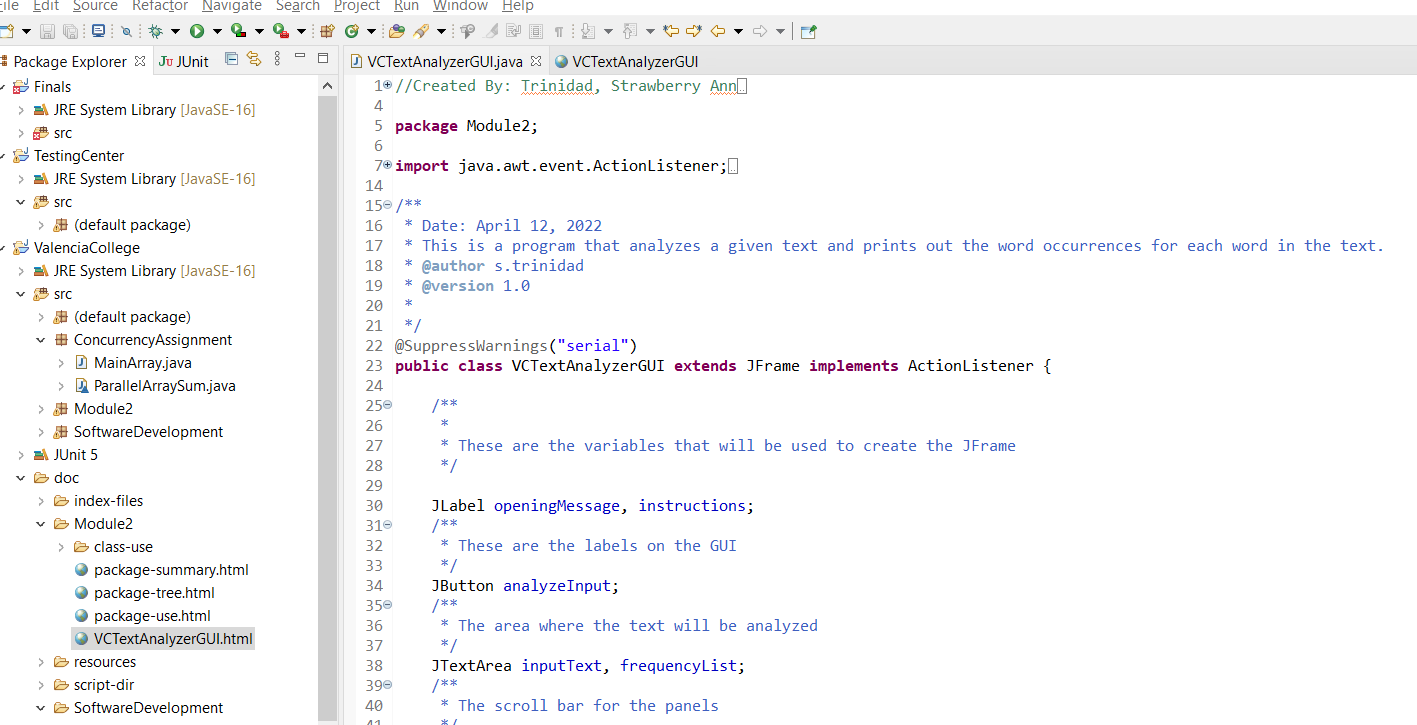 File Edit Source Refactor Navigate Search Project Run Window Help
Package Explorer JUnit
Finals
JRE System Library [JavaSE-16]
src
TestingCenter
JRE System Library [JavaSE-16]
src
(default package)
ValenciaCollege
JRE System Library [JavaSE-16]
src
(default package)
ConcurrencyAssignment
MainArray.java
ParallelArraySum.java
Module2
SoftwareDevelopment
JUnit 5
doc
index-files
Module2
class-use
package-summary.html
package-tree.html
package-use.html
VCTextAnalyzerGUI.html
resources
script-dir
SoftwareDevelopment
VCTextAnalyzerGUI.java VCTextAnalyzerGUI
1 //Created By: Trinidad, Strawberry Ann
4
5 package Module2;
6
7 import java.awt.event.ActionListener;
14
15 /**
16 * Date: April 12, 2022
17 * This is a program that analyzes a given text and prints out the word occurrences for each word in the text.
18 * @author s.trinidad
19 * @version 1.0
20 *
21 */
22 @SuppressWarnings("serial")
23 public class VCTextAnalyzerGUI extends JFrame implements ActionListener {
24
25 /**
26 *
27 * These are the variables that will be used to create the JFrame
28 */
29
30 JLabel openingMessage, instructions;
31 /**
32 * These are the labels on the GUI
33 */
34 JButton analyzeInput;
35 /**
36 * The area where the text will be analyzed
37 */
38 JTextArea inputText, frequencyList;
39 /**
40 * The scroll bar for the panels
41 */